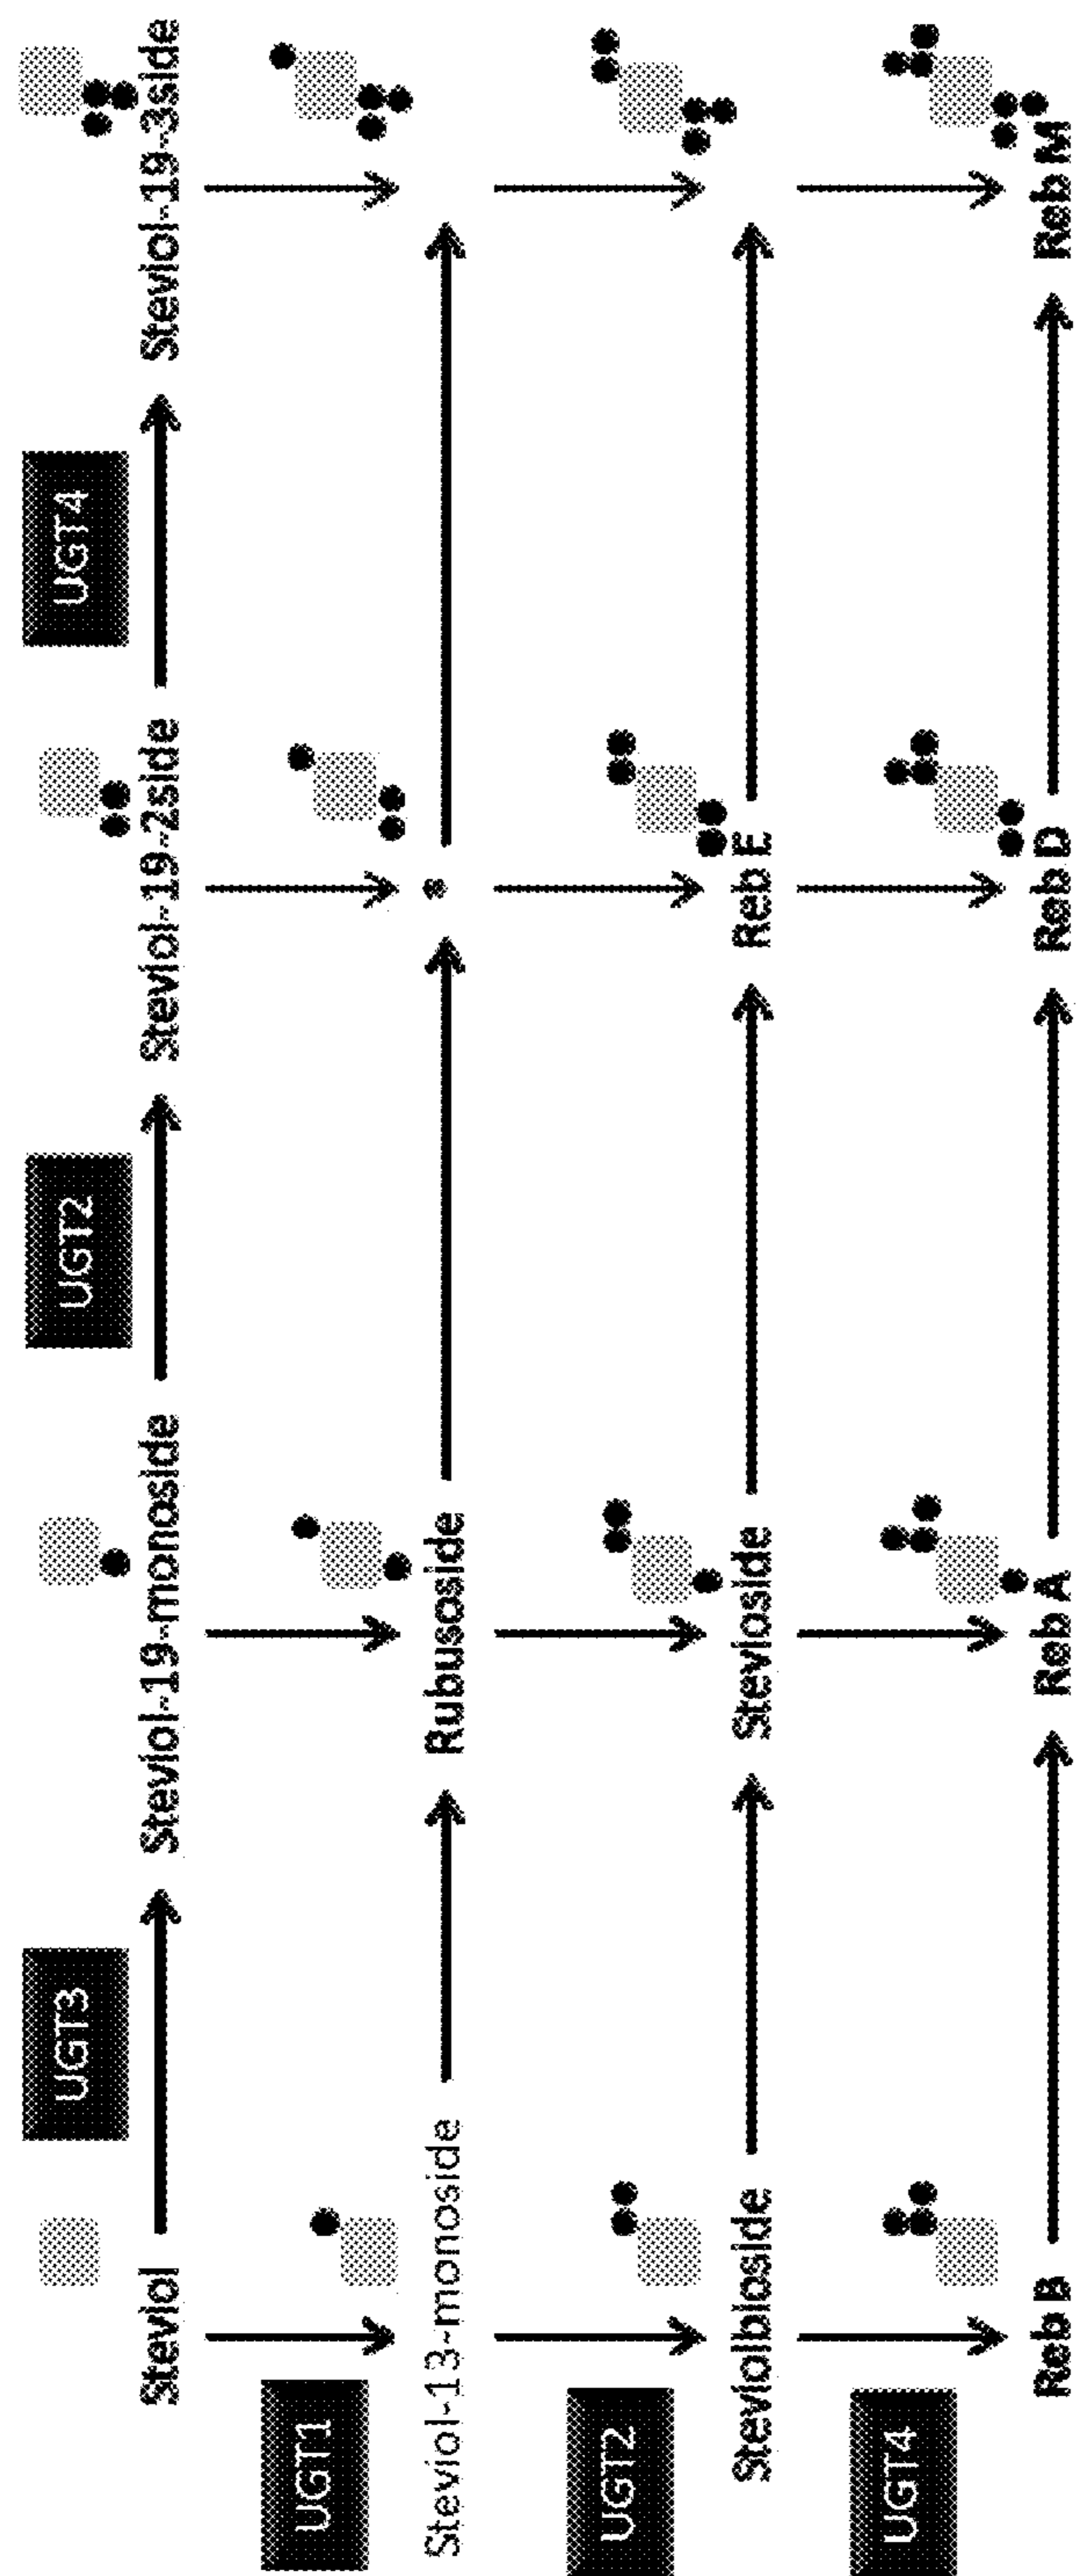 UGT3
UGT2
UGT4
Steviol
Steviol-19-monoside
Steviol-19-2side
Steviol-19-3side
UGT1
Steviol-13-monoside
Rubusoside
*
UGT2
Steviolbioside
Stevioside
Reb E
UGT4
Reb B
Reb A
Reb D
Reb M